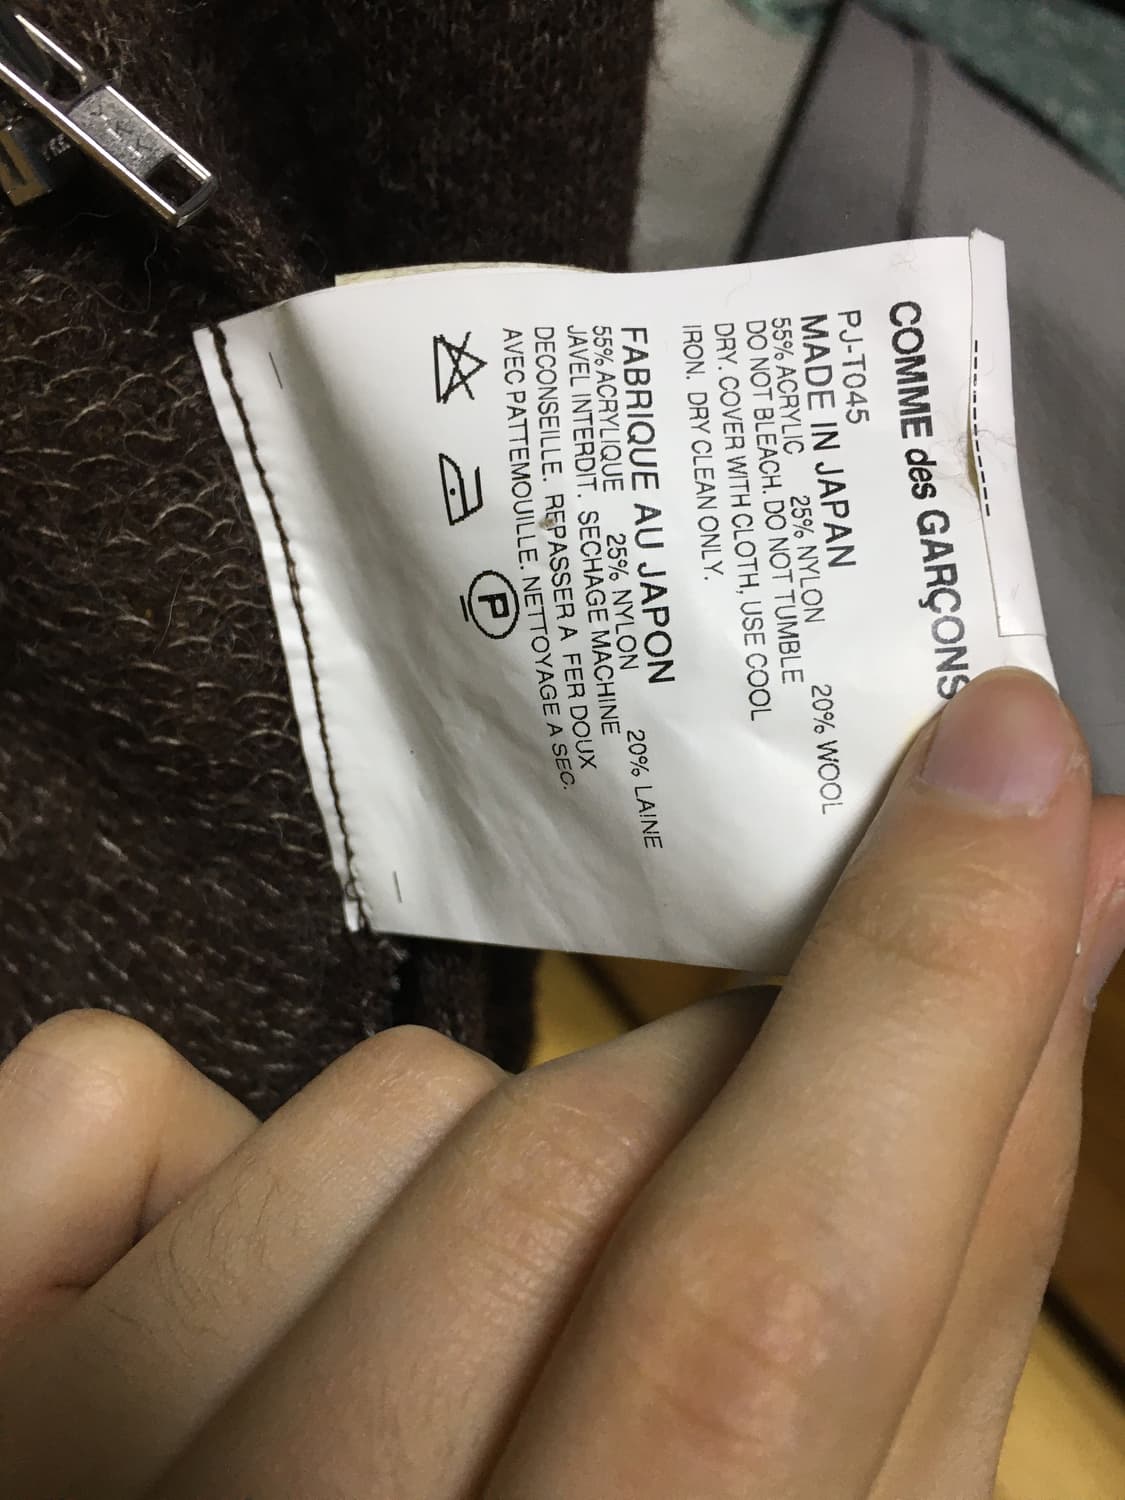 COMME des GARÇONS
PJ-T045
MADE IN JAPAN
55% ACRYLIC 25% NYLON 20% WOOL
DO NOT BLEACH. DO NOT TUMBLE
DRY. COVER WITH CLOTH, USE COOL
IRON. DRY CLEAN ONLY.
FABRIQUE AU JAPON
55% ACRYLIQUE 25% NYLON 20% LAINE
JAVEL INTERDIT. SECHAGE MACHINE
DECONSEILLE. REPASSER A FER DOUX
AVEC PATTEMOUILLE. NETTOYAGE A SEC.
P